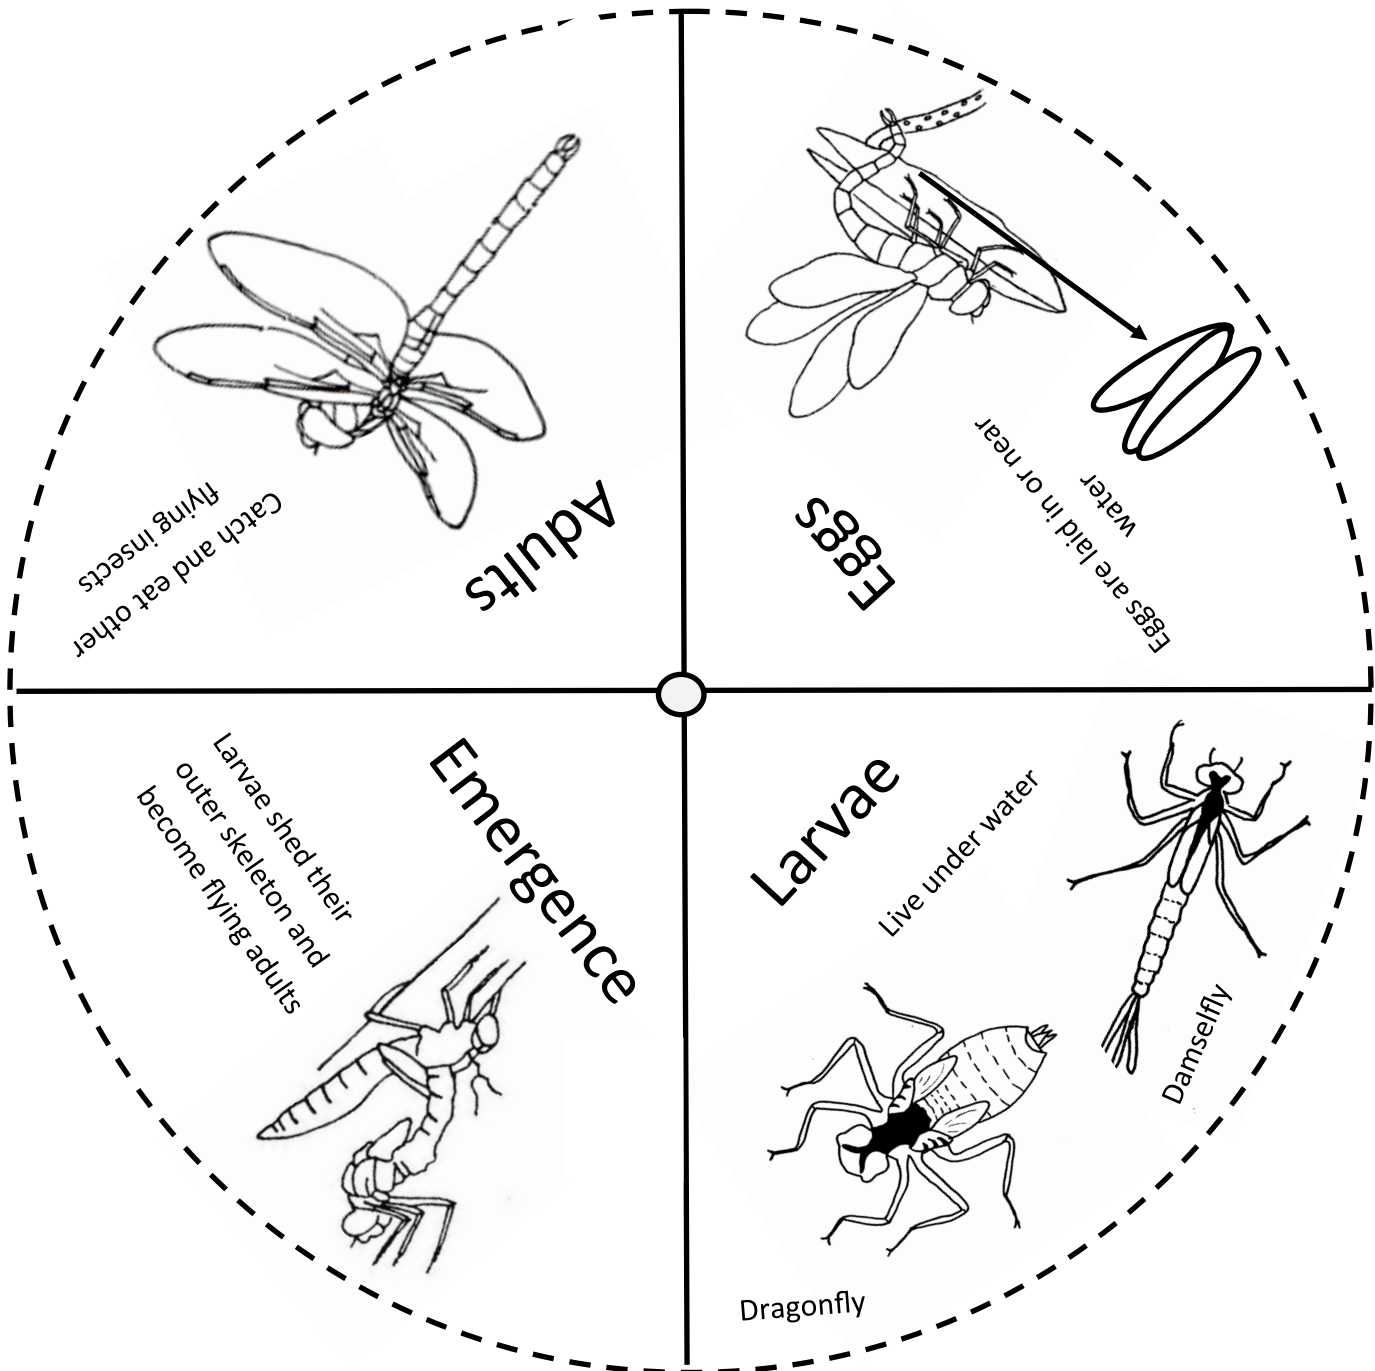 Adults
Catch and eat other
flying insects
Eggs
Eggs are laid in or near
water
Larvae
Live under water
Damselfly
Dragonfly
Emergence
Larvae shed their
outer skeleton and
become flying adults